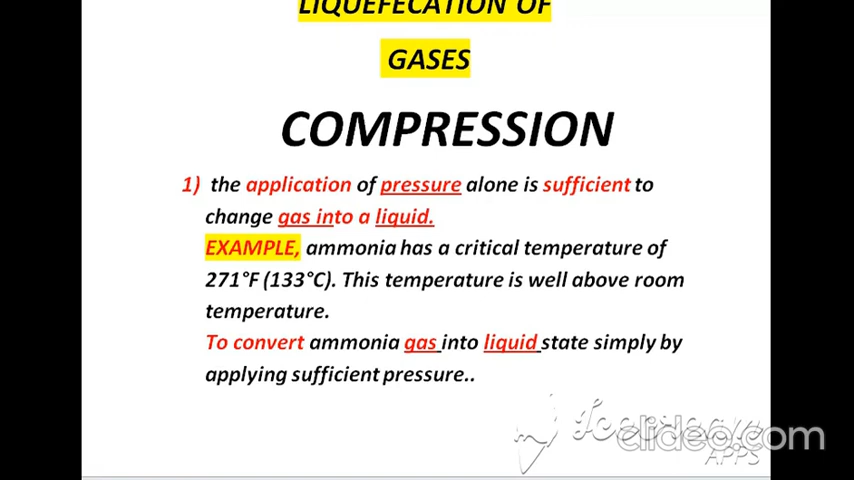 LIQUEFECATION OF
GASES
COMPRESSION
1) the application of pressure alone is sufficient to
change gas into a liquid.
EXAMPLE, ammonia has a critical temperature of
271°F (133°C). This temperature is well above room
temperature.
To convert ammonia gas into liquid state simply by
applying sufficient pressure..
clideo.com
APPS